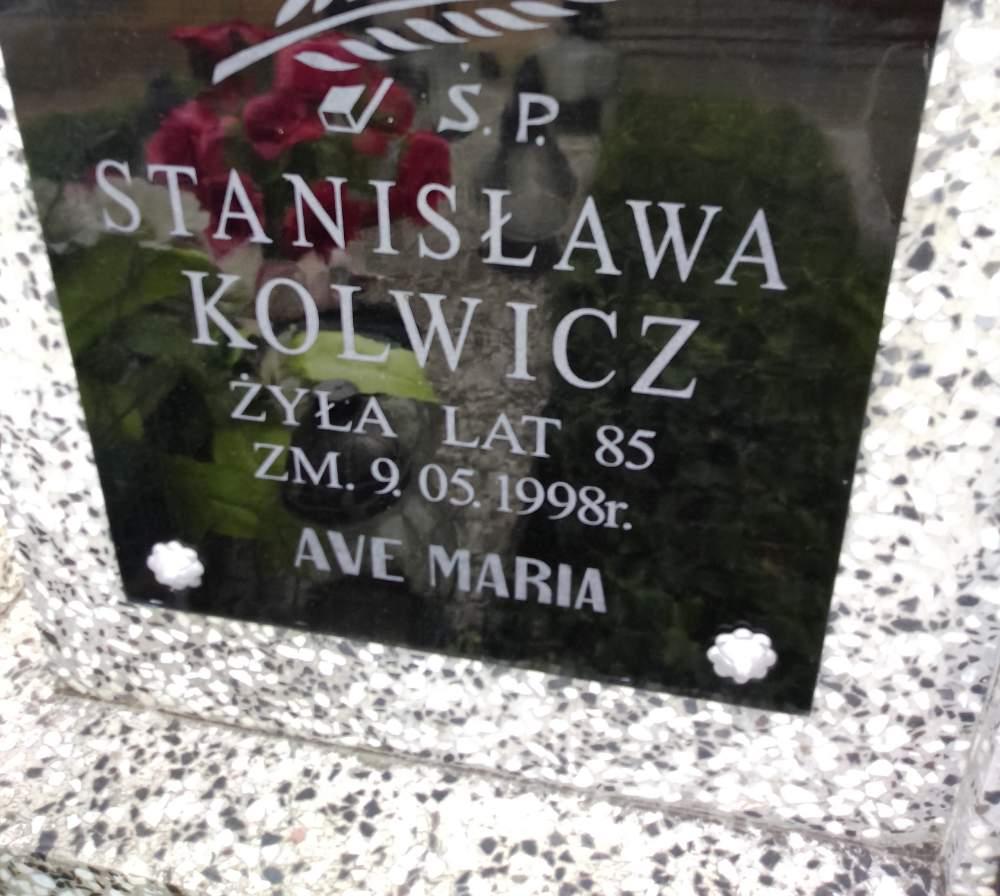 Ś. P.
STANISŁAWA
KOLWICZ
ŻYŁA LAT 85
ZM. 9. 05. 1998r.
AVE MARIA